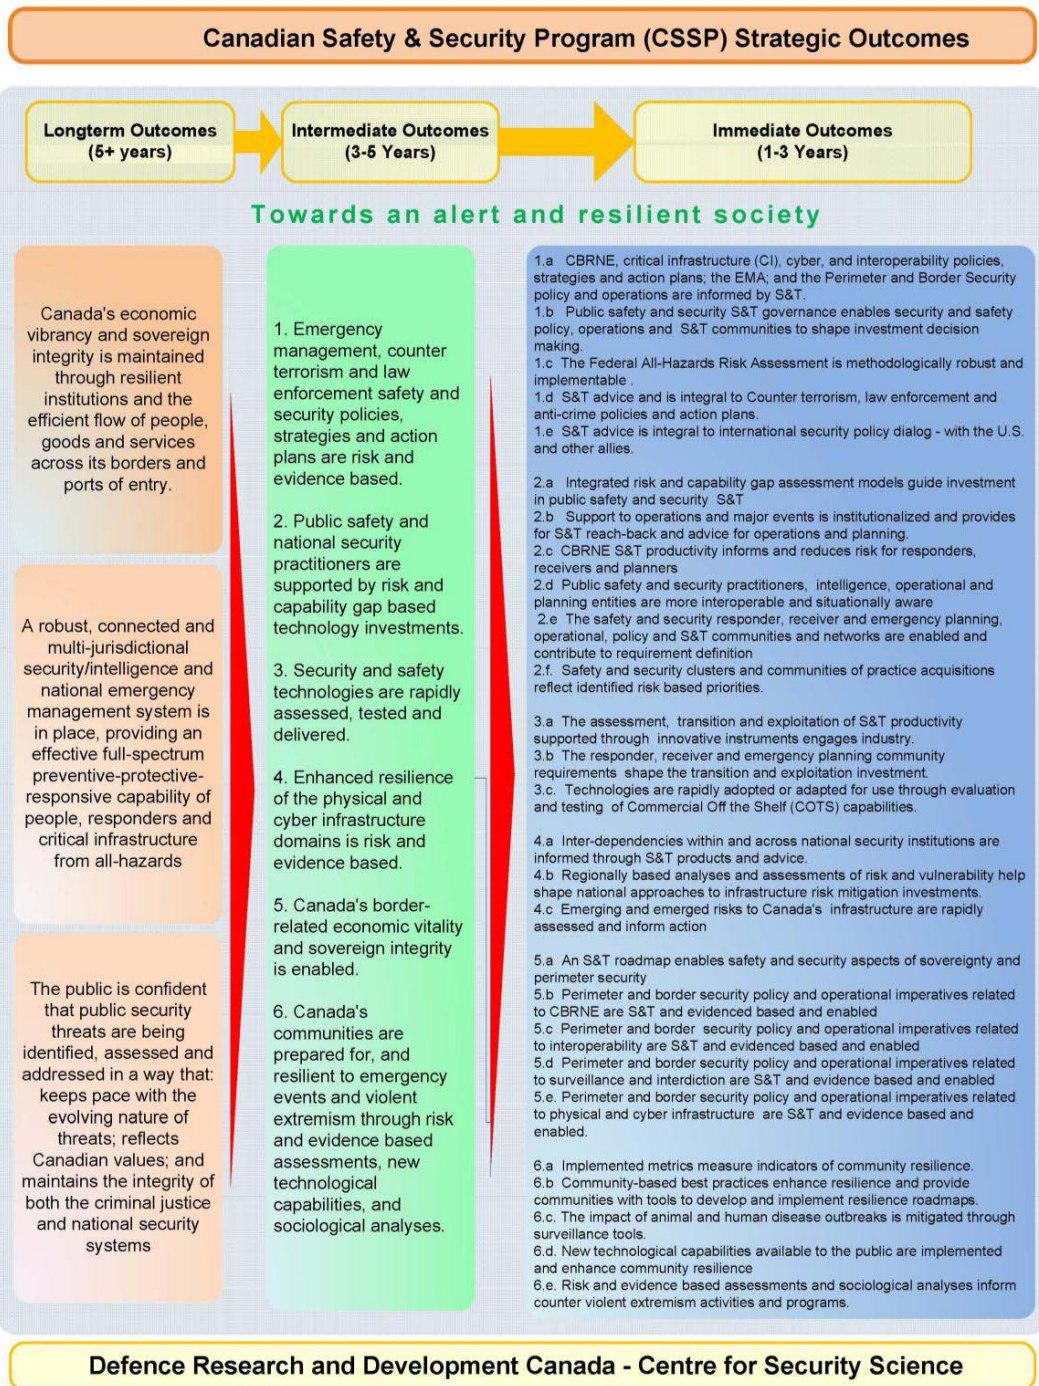 Canadian Safety & Security Program (CSSP) Strategic Outcomes
Longterm Outcomes
(5+ years)
Intermediate Outcomes
(3-5 Years)
Immediate Outcomes
(1-3 Years)
Towards an alert and resilient society
Canada's economic
vibrancy and sovereign
integrity is maintained
through resilient
institutions and the
efficient flow of people,
goods and services
across its borders and
ports of entry.
A robust, connected and
multi-jurisdictional
security/intelligence and
national emergency
management system is
in place, providing an
effective full-spectrum
preventive-protective-
responsive capability of
people, responders and
critical infrastructure
from all-hazards
The public is confident
that public security
threats are being
identified, assessed and
addressed in a way that:
keeps pace with the
evolving nature of
threats; reflects
Canadian values; and
maintains the integrity of
both the criminal justice
and national security
systems
1. Emergency
management, counter
terrorism and law
enforcement safety and
security policies,
strategies and action
plans are risk and
evidence based.
2. Public safety and
national security
practitioners are
supported by risk and
capability gap based
technology investments.
3. Security and safety
technologies are rapidly
assessed, tested and
delivered.
4. Enhanced resilience
of the physical and
cyber infrastructure
domains is risk and
evidence based.
5. Canada's border-
related economic vitality
and sovereign integrity
is enabled.
6. Canada's
communities are
prepared for, and
resilient to emergency
events and violent
extremism through risk
and evidence based
assessments, new
technological
capabilities, and
sociological analyses.
1.a CBRNE, critical infrastructure (CI), cyber, and interoperability policies,
strategies and action plans; the EMA; and the Perimeter and Border Security
policy and operations are informed by S&T.
1.b Public safety and security S&T governance enables security and safety
policy, operations and S&T communities to shape investment decision
making.
1.c The Federal All-Hazards Risk Assessment is methodologically robust and
implementable .
1.d S&T advice and is integral to Counter terrorism, law enforcement and
anti-crime policies and action plans.
1.e S&T advice is integral to international security policy dialog - with the U.S.
and other allies.
2.a Integrated risk and capability gap assessment models guide investment
in public safety and security S&T
2.b Support to operations and major events is institutionalized and provides
for S&T reach-back and advice for operations and planning.
2.c CBRNE S&T productivity informs and reduces risk for responders,
receivers and planners
2.d Public safety and security practitioners, intelligence, operational and
planning entities are more interoperable and situationally aware
2.e The safety and security responder, receiver and emergency planning,
operational, policy and S&T communities and networks are enabled and
contribute to requirement definition
2.f. Safety and security clusters and communities of practice acquisitions
reflect identified risk based priorities.
3.a The assessment, transition and exploitation of S&T productivity
supported through innovative instruments engages industry.
3.b The responder, receiver and emergency planning community
requirements shape the transition and exploitation investment.
3.c. Technologies are rapidly adopted or adapted for use through evaluation
and testing of Commercial Off the Shelf (COTS) capabilities.
4.a Inter-dependencies within and across national security institutions are
informed through S&T products and advice.
4.b Regionally based analyses and assessments of risk and vulnerability help
shape national approaches to infrastructure risk mitigation investments.
4.c Emerging and emerged risks to Canada's infrastructure are rapidly
assessed and inform action
5.a An S&T roadmap enables safety and security aspects of sovereignty and
perimeter security
5.b Perimeter and border security policy and operational imperatives related
to CBRNE are S&T and evidenced based and enabled
5.c Perimeter and border security policy and operational imperatives related
to interoperability are S&T and evidenced based and enabled
5.d Perimeter and border security policy and operational imperatives related
to surveillance and interdiction are S&T and evidence based and enabled
5.e. Perimeter and border security policy and operational imperatives related
to physical and cyber infrastructure are S&T and evidence based and
enabled.
6.a Implemented metrics measure indicators of community resilience.
6.b Community-based best practices enhance resilience and provide
communities with tools to develop and implement resilience roadmaps.
6.c. The impact of animal and human disease outbreaks is mitigated through
surveillance tools.
6.d. New technological capabilities available to the public are implemented
and enhance community resilience
6.e. Risk and evidence based assessments and sociological analyses inform
counter violent extremism activities and programs.
Defence Research and Development Canada - Centre for Security Science